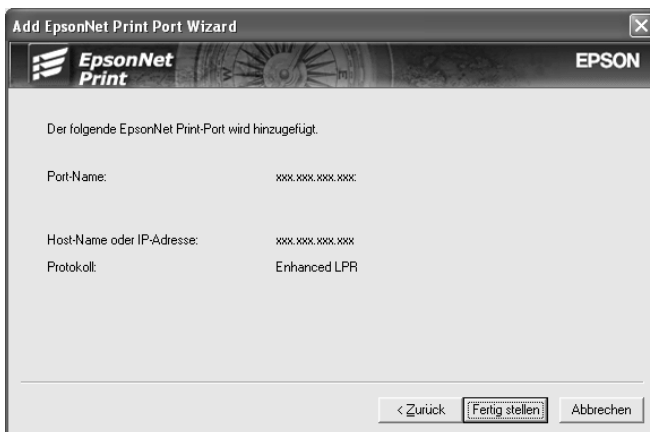 Add EpsonNet Print Port Wizard
EpsonNet
Print
EPSON
Der folgende EpsonNet Print-Port wird hinzugefügt.
Port-Name: xxx.xxx.xxx.xxx:
Host-Name oder IP-Adresse: xxx.xxx.xxx.xxx
Protokoll: Enhanced LPR
< Zurück Fertig stellen Abbrechen